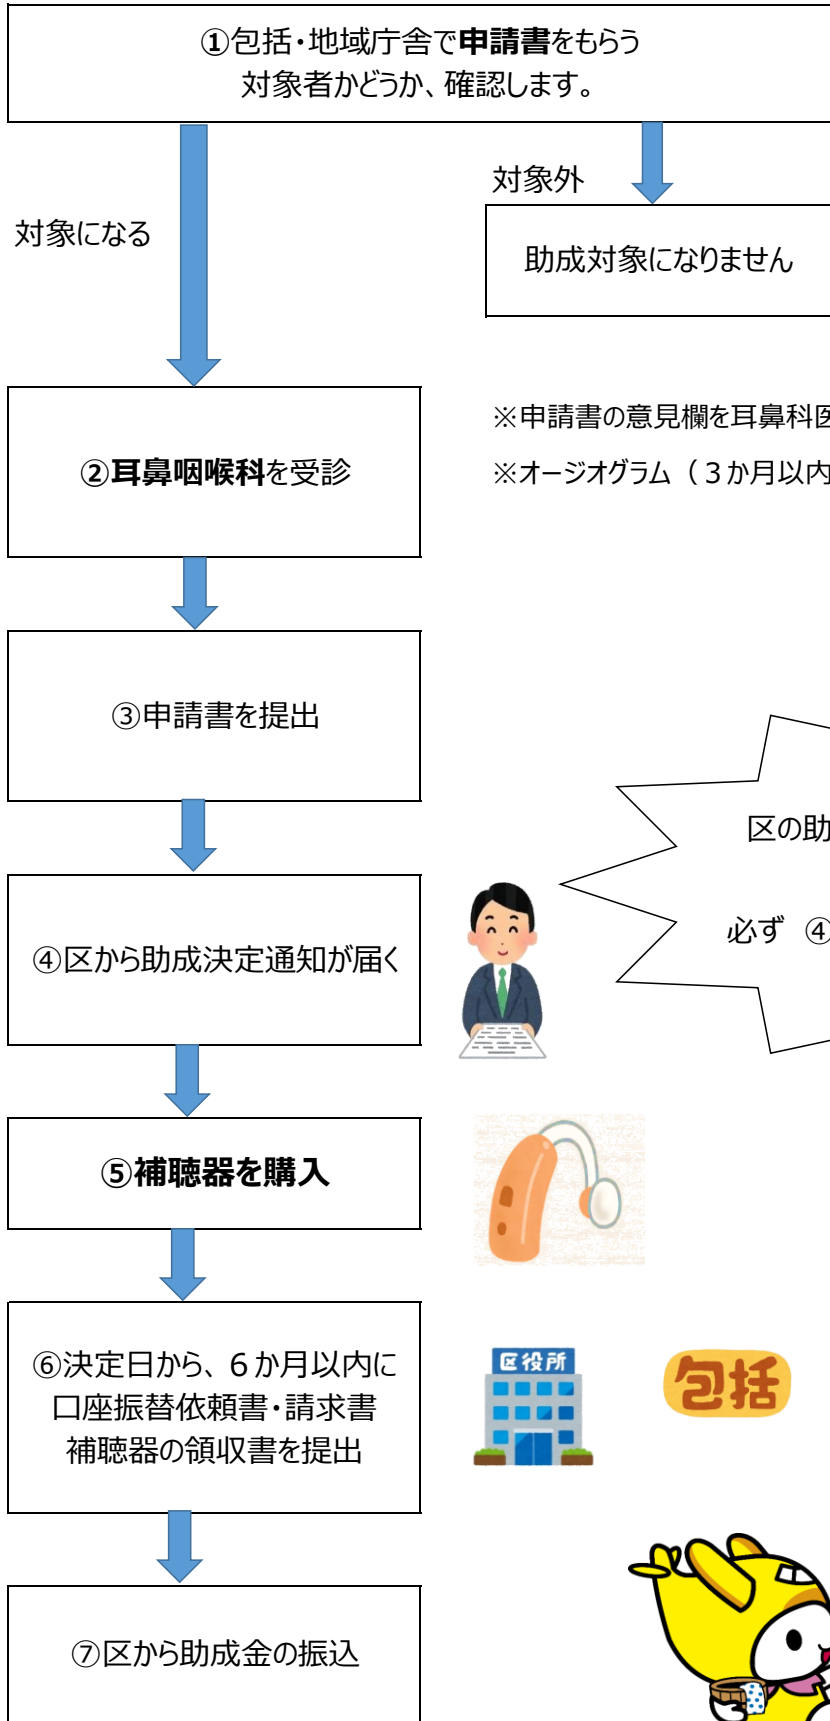 ①包括・地域庁舎で申請書をもらう
対象者かどうか、確認します。
対象外
対象になる
助成対象になりません
②耳鼻咽喉科を受診
※申請書の意見欄を耳鼻科医
※オージオグラム（３か月以内
③申請書を提出
区の助
必ず ④
④区から助成決定通知が届く
⑤補聴器を購入
⑥決定日から、６か月以内に
口座振替依頼書・請求書
補聴器の領収書を提出
区役所
包括
⑦区から助成金の振込